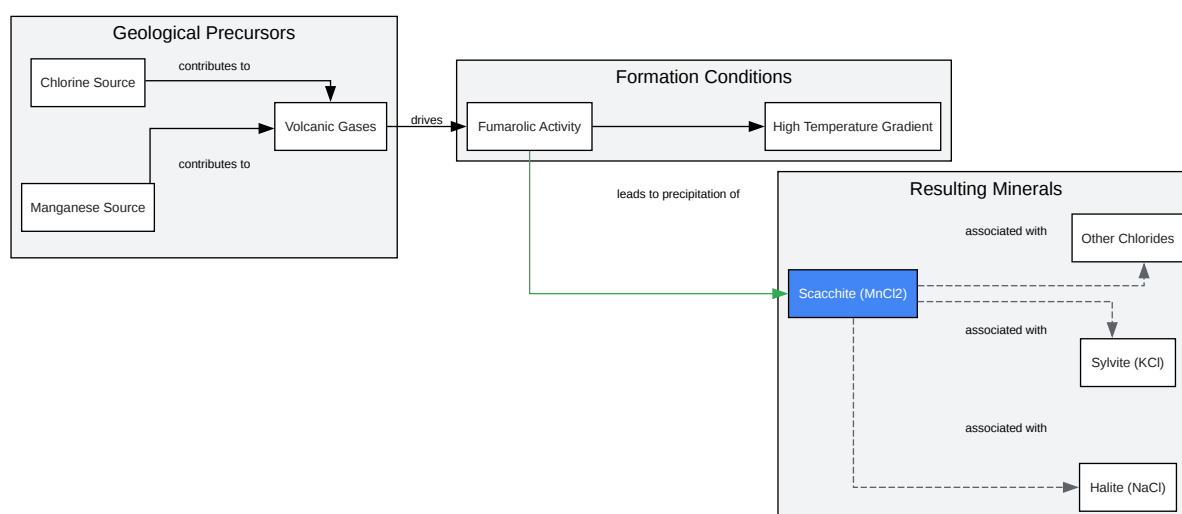 Geological Precursors
Chlorine Source
contributes to
Volcanic Gases
contributes to
Manganese Source
drives
Formation Conditions
Fumarolic Activity
High Temperature Gradient
leads to precipitation of
Resulting Minerals
associated with
Other Chlorides
Scacchite (MnCl2)
associated with
Sylvite (KCl)
associated with
Halite (NaCl)